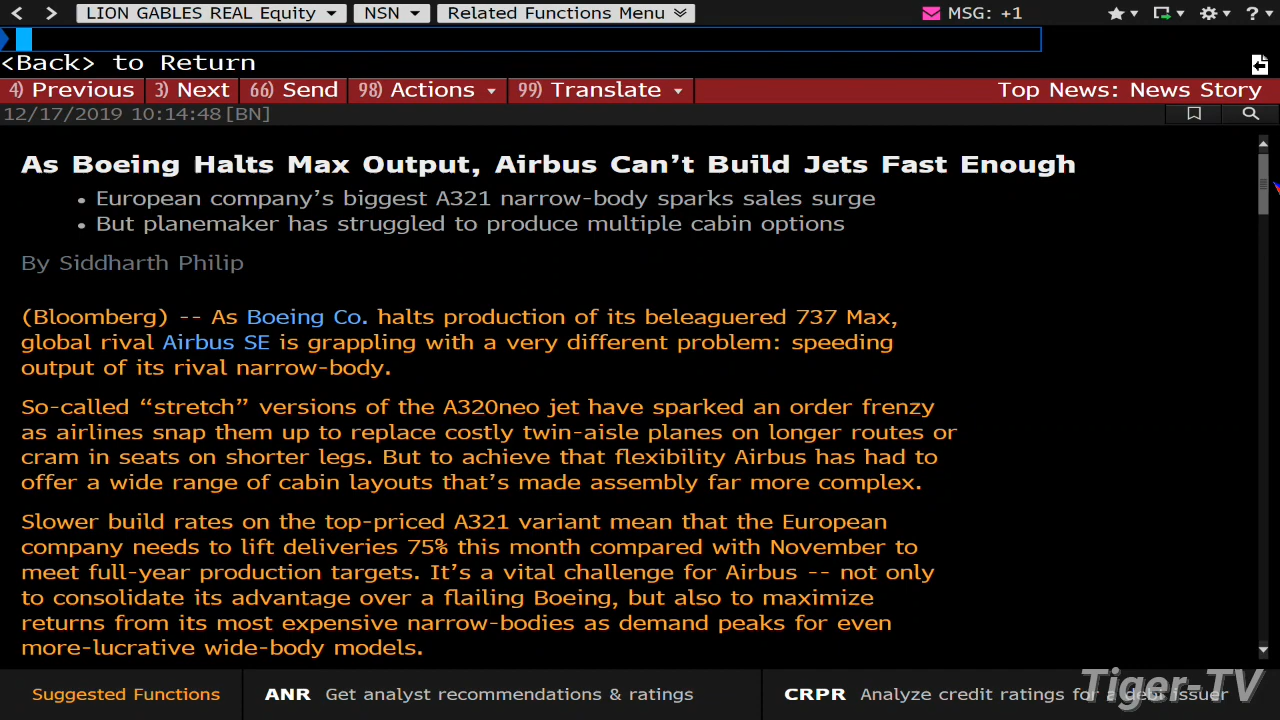 LION GABLES REAL Equity NSN Related Functions Menu MSG: +1 ?
<Back> to Return
4) Previous 3) Next 66) Send 98) Actions 99) Translate Top News: News Story
12/17/2019 10:14:48 [BN]
As Boeing Halts Max Output, Airbus Can’t Build Jets Fast Enough
• European company’s biggest A321 narrow-body sparks sales surge
• But planemaker has struggled to produce multiple cabin options
By Siddharth Philip
(Bloomberg) -- As Boeing Co. halts production of its beleaguered 737 Max,
global rival Airbus SE is grappling with a very different problem: speeding
output of its rival narrow-body.
So-called “stretch” versions of the A320neo jet have sparked an order frenzy
as airlines snap them up to replace costly twin-aisle planes on longer routes or
cram in seats on shorter legs. But to achieve that flexibility Airbus has had to
offer a wide range of cabin layouts that’s made assembly far more complex.
Slower build rates on the top-priced A321 variant mean that the European
company needs to lift deliveries 75% this month compared with November to
meet full-year production targets. It’s a vital challenge for Airbus -- not only
to consolidate its advantage over a flailing Boeing, but also to maximize
returns from its most expensive narrow-bodies as demand peaks for even
more-lucrative wide-body models.
Suggested Functions ANR Get analyst recommendations & ratings CRPR Analyze credit ratings for a debt issuer
Tiger-TV